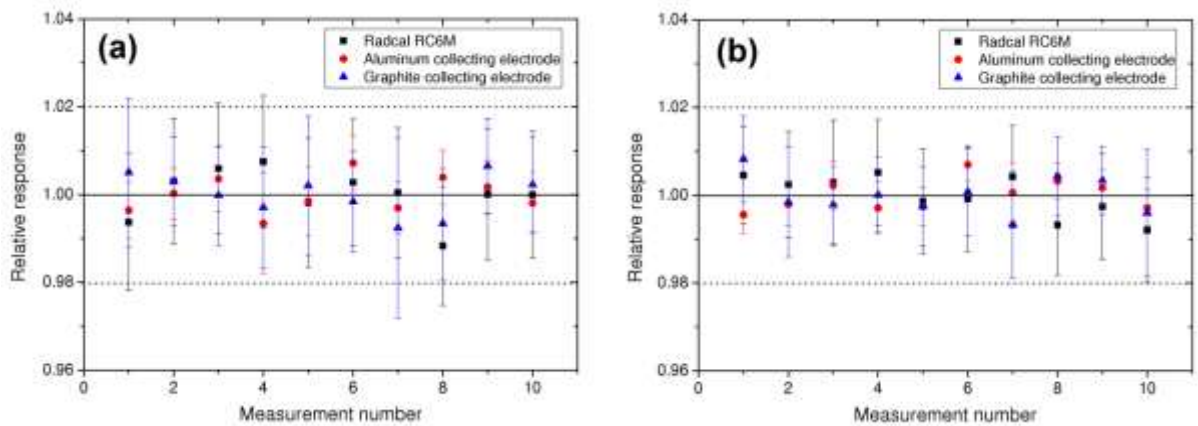 (a)
Radcal RC6M
Aluminum collecting electrode
Graphite collecting electrode
1.04
1.02
1.00
0.98
0.96
Relative response
0 2 4 6 8 10
Measurement number
(b)
Radcal RC6M
Aluminum collecting electrode
Graphite collecting electrode
1.04
1.02
1.00
0.98
0.96
Relative response
0 2 4 6 8 10
Measurement number